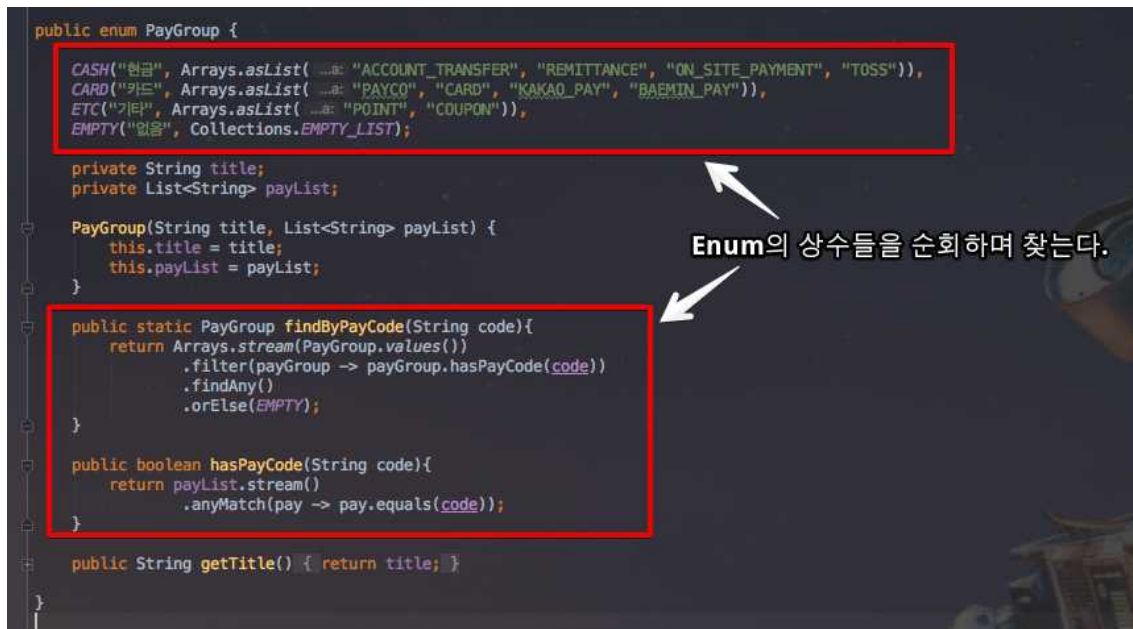 public enum PayGroup {
CASH("현금", Arrays.asList( ...a: "ACCOUNT_TRANSFER", "REMITTANCE", "ON_SITE_PAYMENT", "TOSS")),
CARD("카드", Arrays.asList( ...a: "PAYCO", "CARD", "KAKAO_PAY", "BAEMIN_PAY")),
ETC("기타", Arrays.asList( ...a: "POINT", "COUPON")),
EMPTY("없음", Collections.EMPTY_LIST);
private String title;
private List<String> payList;
PayGroup(String title, List<String> payList) {
this.title = title;
this.payList = payList;
}
Enum의 상수들을 순회하며 찾는다.
public static PayGroup findByPayCode(String code){
return Arrays.stream(PayGroup.values())
.filter(payGroup -> payGroup.hasPayCode(code))
.findAny()
.orElse(EMPTY);
}
public boolean hasPayCode(String code){
return payList.stream()
.anyMatch(pay -> pay.equals(code));
}
public String getTitle() { return title; }
}